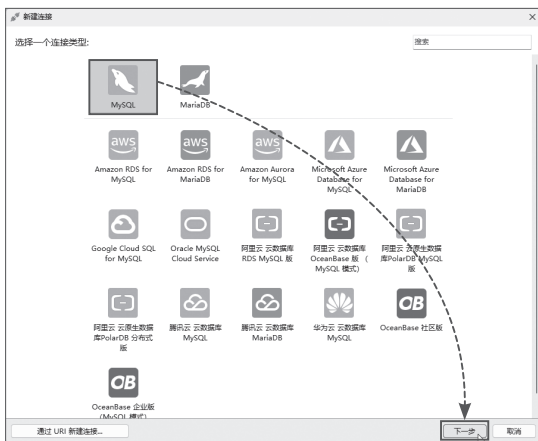 新建连接
选择一个连接类型:
搜索
MySQL
MariaDB
aws
aws
aws
Amazon RDS for
MySQL
Amazon RDS for
MariaDB
Amazon Aurora
for MySQL
Microsoft Azure
Database for
MySQL
Microsoft Azure
Database for
MariaDB
Google Cloud SQL
for MySQL
Oracle MySQL
Cloud Service
阿里云 云数据库
RDS MySQL 版
阿里云 云数据库
OceanBase 版 （
MySQL 模式）
阿里云 云原生数据
库PolarDB MySQL
版
阿里云 云原生数据
库PolarDB 分布式
版
腾讯云 云数据库
MySQL
腾讯云 云数据库
MariaDB
华为云 云数据库
MySQL
OB
OceanBase 社区版
OB
OceanBase 企业版
（MySQL 模式）
通过 URI 新建连接...
下一步
取消